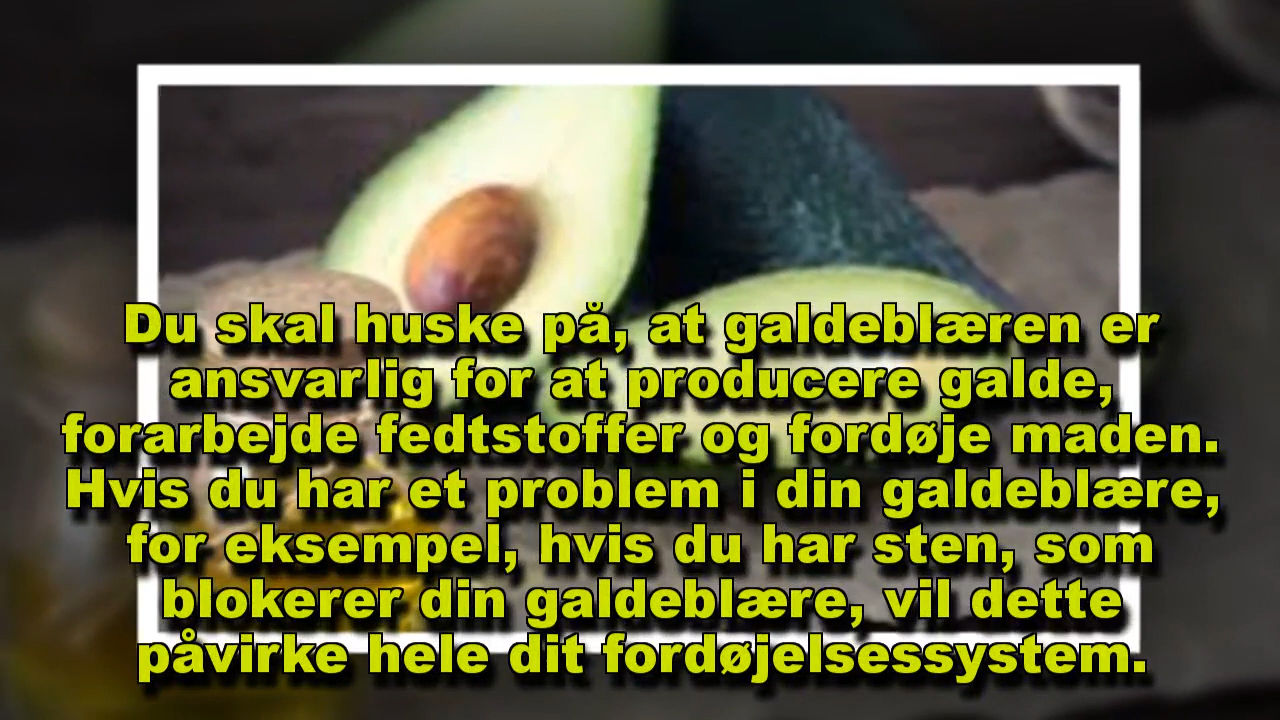 Du skal huske på, at galdeblæren er
ansvarlig for at producere galde,
forarbejde fedtstoffer og fordøje maden.
Hvis du har et problem i din galdeblære,
for eksempel, hvis du har sten, som
blokerer din galdeblære, vil dette
påvirke hele dit fordøjelsessystem.